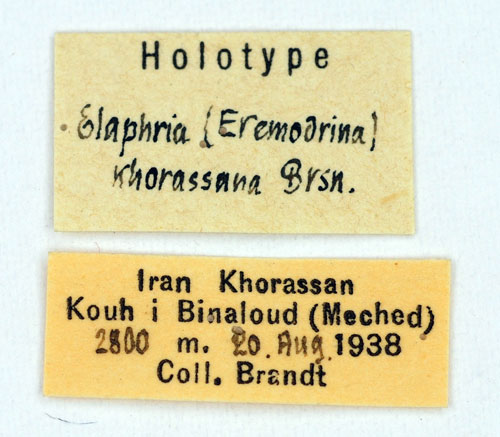 Holotype
Elaphria (Eremodrina)
khorassana Brsn.
Iran Khorassan
Kouh i Binaloud (Meched)
2800 m. 20. Aug. 1938
Coll. Brandt